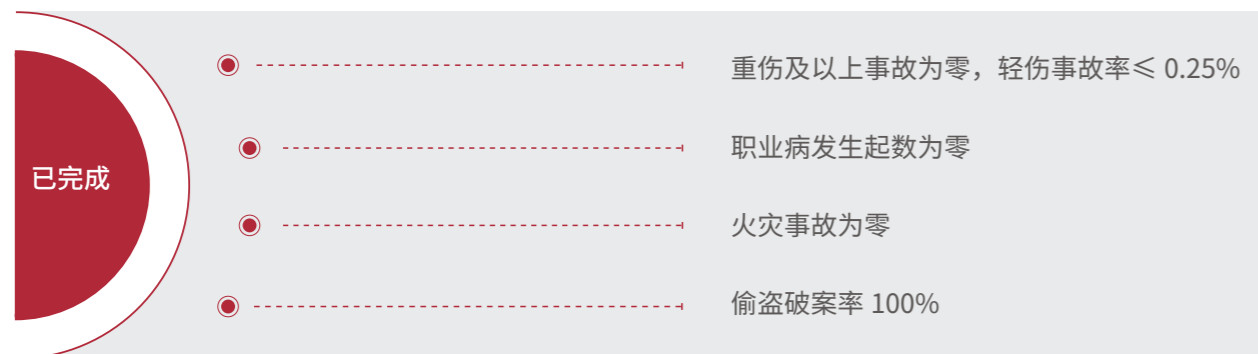 已完成
重伤及以上事故为零，轻伤事故率≤ 0.25%
职业病发生起数为零
火灾事故为零
偷盗破案率 100%